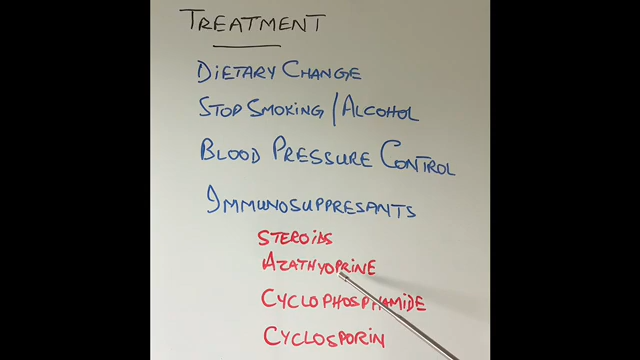 TREATMENT
DIETARY CHANGE
STOP SMOKING / ALCOHOL
BLOOD PRESSURE CONTROL
IMMUNOSUPPRESANTS
STEROIDS
AZATHYOPRINE
CYCLOPHOSPHAMIDE
CYCLOSPORIN